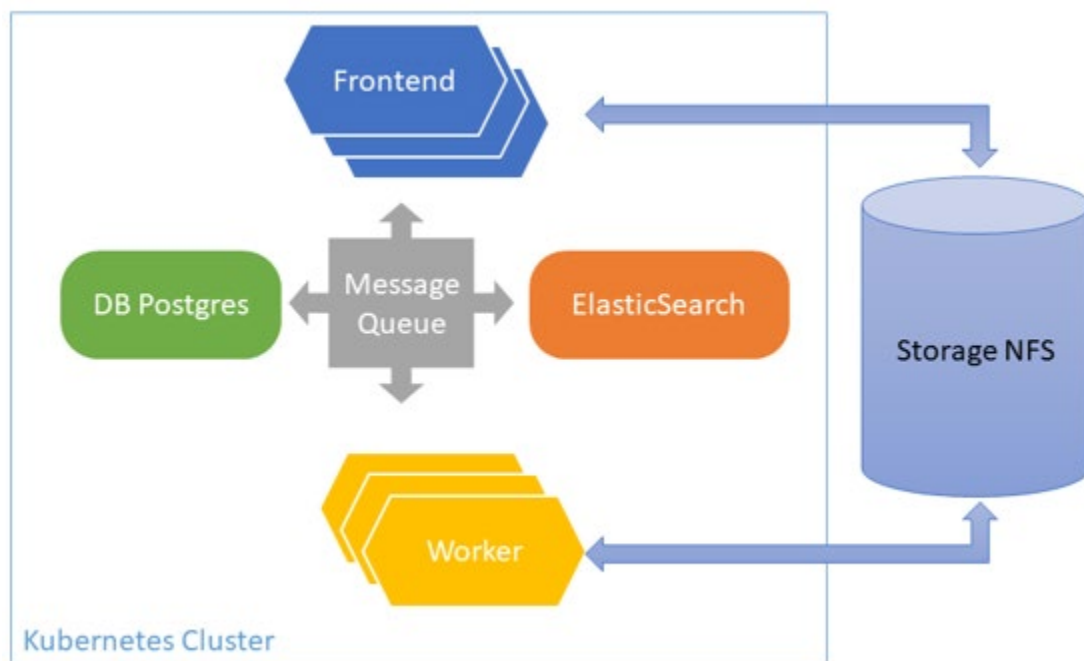 Frontend
DB Postgres
Message
Queue
ElasticSearch
Storage NFS
Worker
Kubernetes Cluster